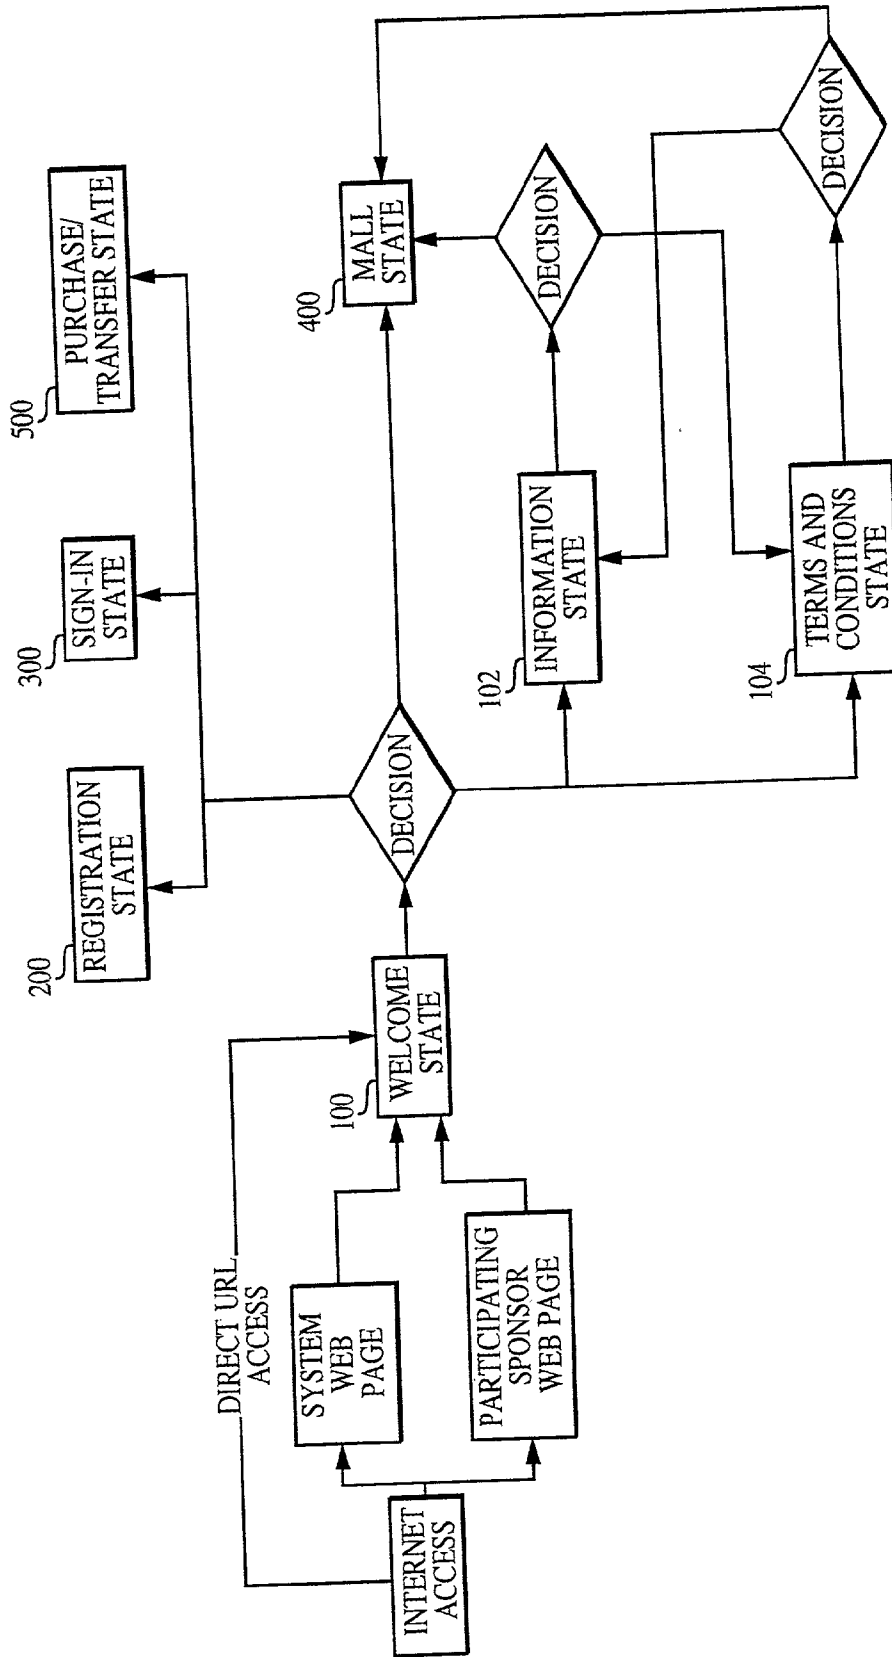 INTERNET
ACCESS
DIRECT URL
ACCESS
SYSTEM
WEB
PAGE
PARTICIPATING
SPONSOR
WEB PAGE
100
WELCOME
STATE
DECISION
200
REGISTRATION
STATE
300
SIGN-IN
STATE
500
PURCHASE/
TRANSFER STATE
400
MALL
STATE
102
INFORMATION
STATE
DECISION
104
TERMS AND
CONDITIONS
STATE
DECISION